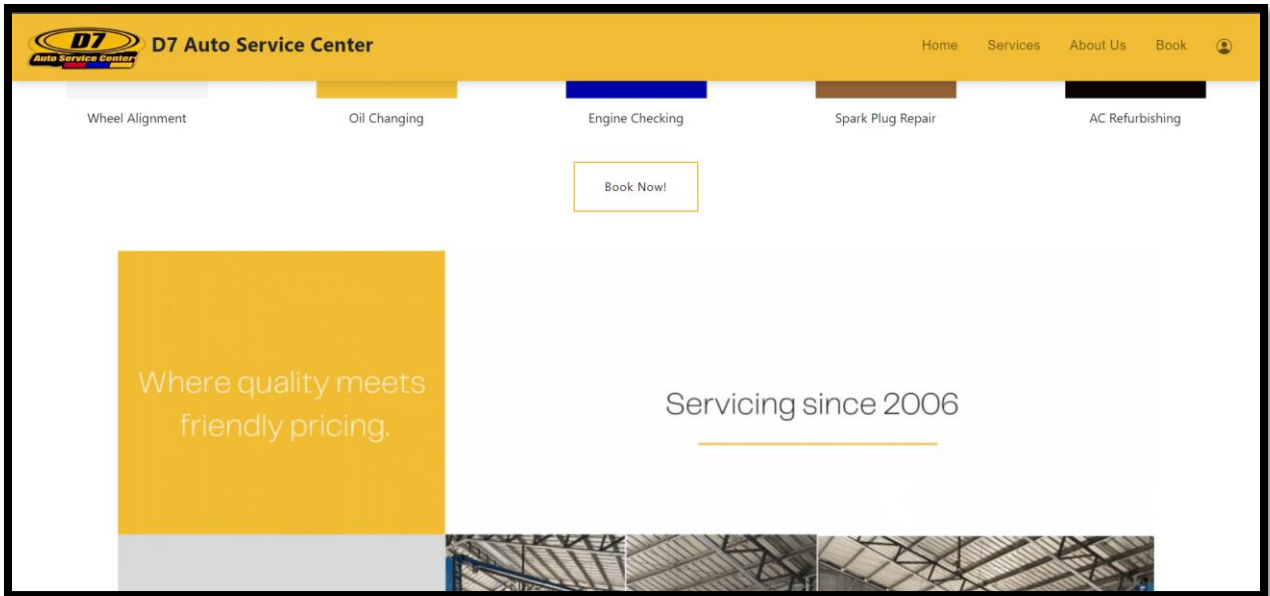 D7
Auto Service Center
D7 Auto Service Center
Home Services About Us Book
Wheel Alignment Oil Changing Engine Checking Spark Plug Repair AC Refurbishing
Book Now!
Where quality meets
friendly pricing.
Servicing since 2006